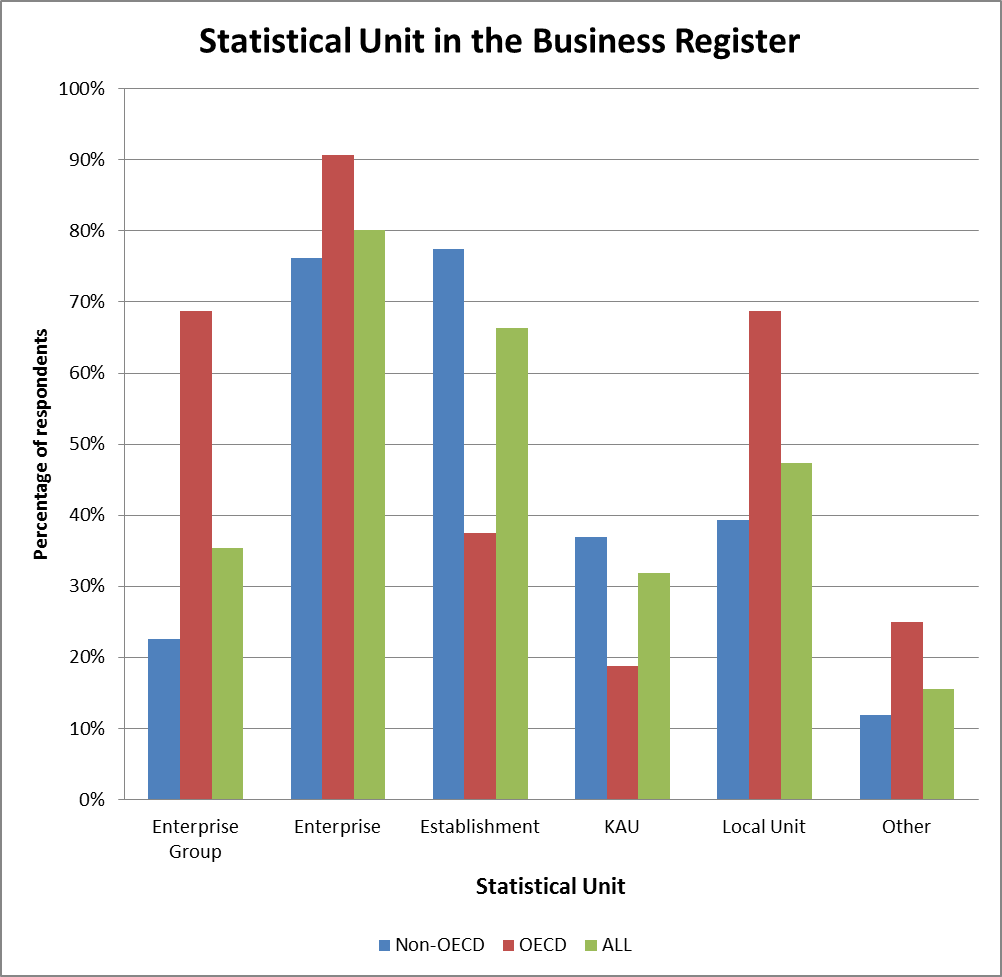 Statistical Unit in the Business Register
100%
90%
80%
70%
60%
50%
40%
30%
20%
10%
0%
Percentage of respondents
Enterprise Group
Enterprise
Establishment
KAU
Local Unit
Other
Statistical Unit
Non-OECD
OECD
ALL